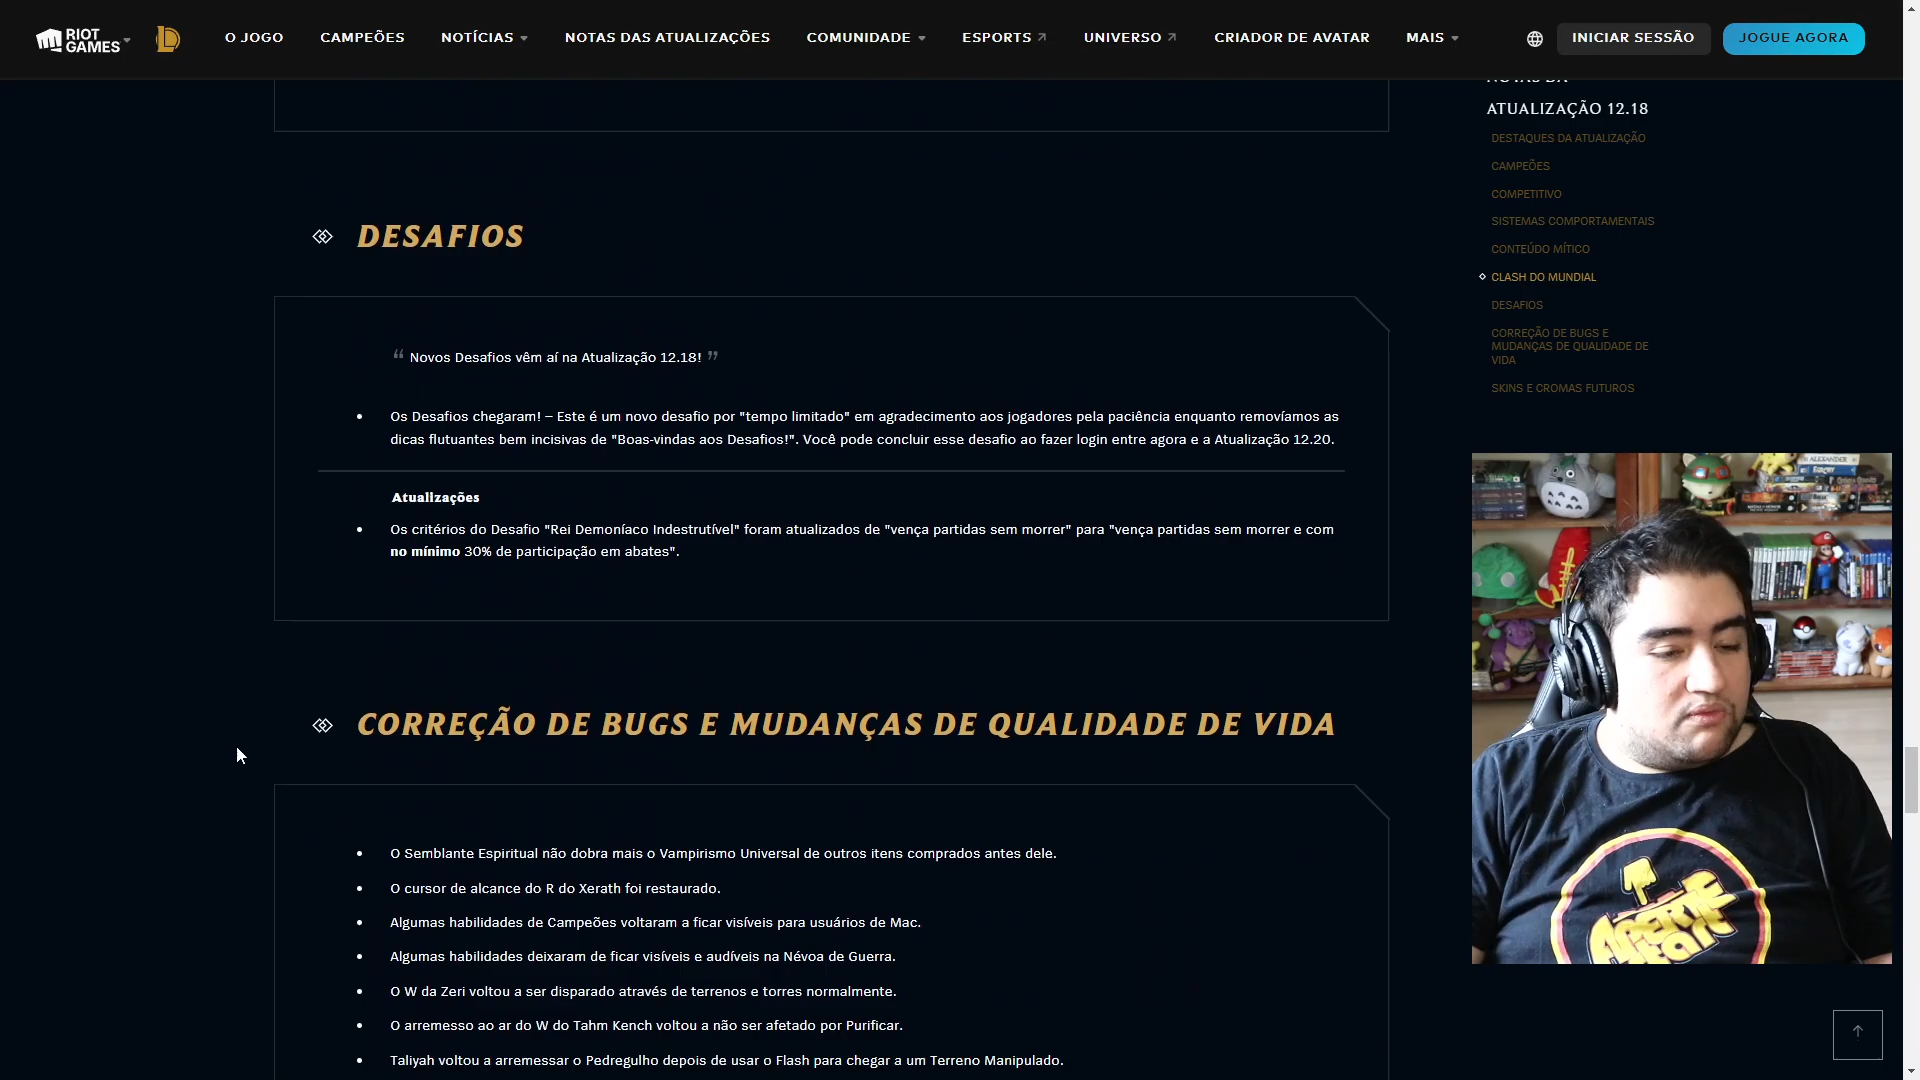 RIOT GAMES
O JOGO
CAMPEÕES
NOTÍCIAS
NOTAS DAS ATUALIZAÇÕES
COMUNIDADE
ESPORTS
UNIVERSO
CRIADOR DE AVATAR
MAIS
INICIAR SESSÃO
JOGUE AGORA
NOTAS DA
ATUALIZAÇÃO 12.18
DESTAQUES DA ATUALIZAÇÃO
CAMPEÕES
COMPETITIVO
SISTEMAS COMPORTAMENTAIS
CONTEÚDO MÍTICO
CLASH DO MUNDIAL
DESAFIOS
CORREÇÃO DE BUGS E
MUDANÇAS DE QUALIDADE DE
VIDA
SKINS E CROMAS FUTUROS
DESAFIOS
“ Novos Desafios vêm aí na Atualização 12.18! ”
• Os Desafios chegaram! – Este é um novo desafio por "tempo limitado" em agradecimento aos jogadores pela paciência enquanto removíamos as
dicas flutuantes bem incisivas de "Boas-vindas aos Desafios!". Você pode concluir esse desafio ao fazer login entre agora e a Atualização 12.20.
Atualizações
• Os critérios do Desafio "Rei Demoníaco Indestrutível" foram atualizados de "vença partidas sem morrer" para "vença partidas sem morrer e com
no mínimo 30% de participação em abates".
CORREÇÃO DE BUGS E MUDANÇAS DE QUALIDADE DE VIDA
• O Semblante Espiritual não dobra mais o Vampirismo Universal de outros itens comprados antes dele.
• O cursor de alcance do R do Xerath foi restaurado.
• Algumas habilidades de Campeões voltaram a ficar visíveis para usuários de Mac.
• Algumas habilidades deixaram de ficar visíveis e audíveis na Névoa de Guerra.
• O W da Zeri voltou a ser disparado através de terrenos e torres normalmente.
• O arremesso ao ar do W do Tahm Kench voltou a não ser afetado por Purificar.
• Taliyah voltou a arremessar o Pedregulho depois de usar o Flash para chegar a um Terreno Manipulado.